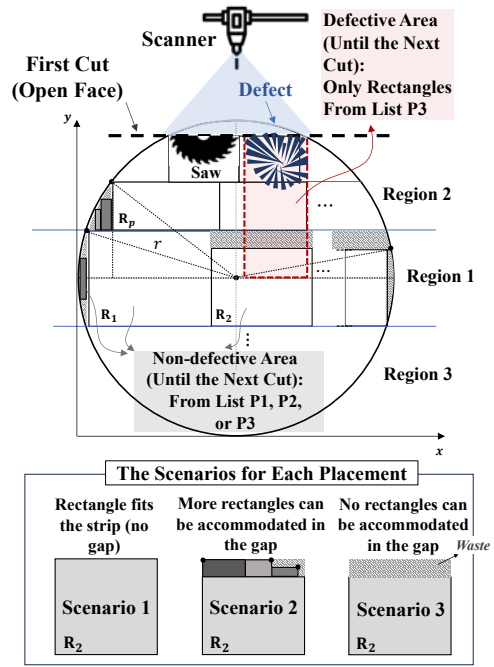 Scanner
Defective Area
(Until the Next
Cut):
Only Rectangles
From List P3
First Cut
(Open Face)
Defect
y
Saw
Region 2
R_p
...
r
...
Region 1
R_1
R_2
...
Non-defective Area
(Until the Next Cut):
From List P1, P2,
or P3
Region 3
x
The Scenarios for Each Placement
Rectangle fits
the strip (no
gap)
More rectangles can
be accommodated in
the gap
No rectangles can
be accommodated
in the gap
Waste
Scenario 1
R_2
Scenario 2
R_2
Scenario 3
R_2